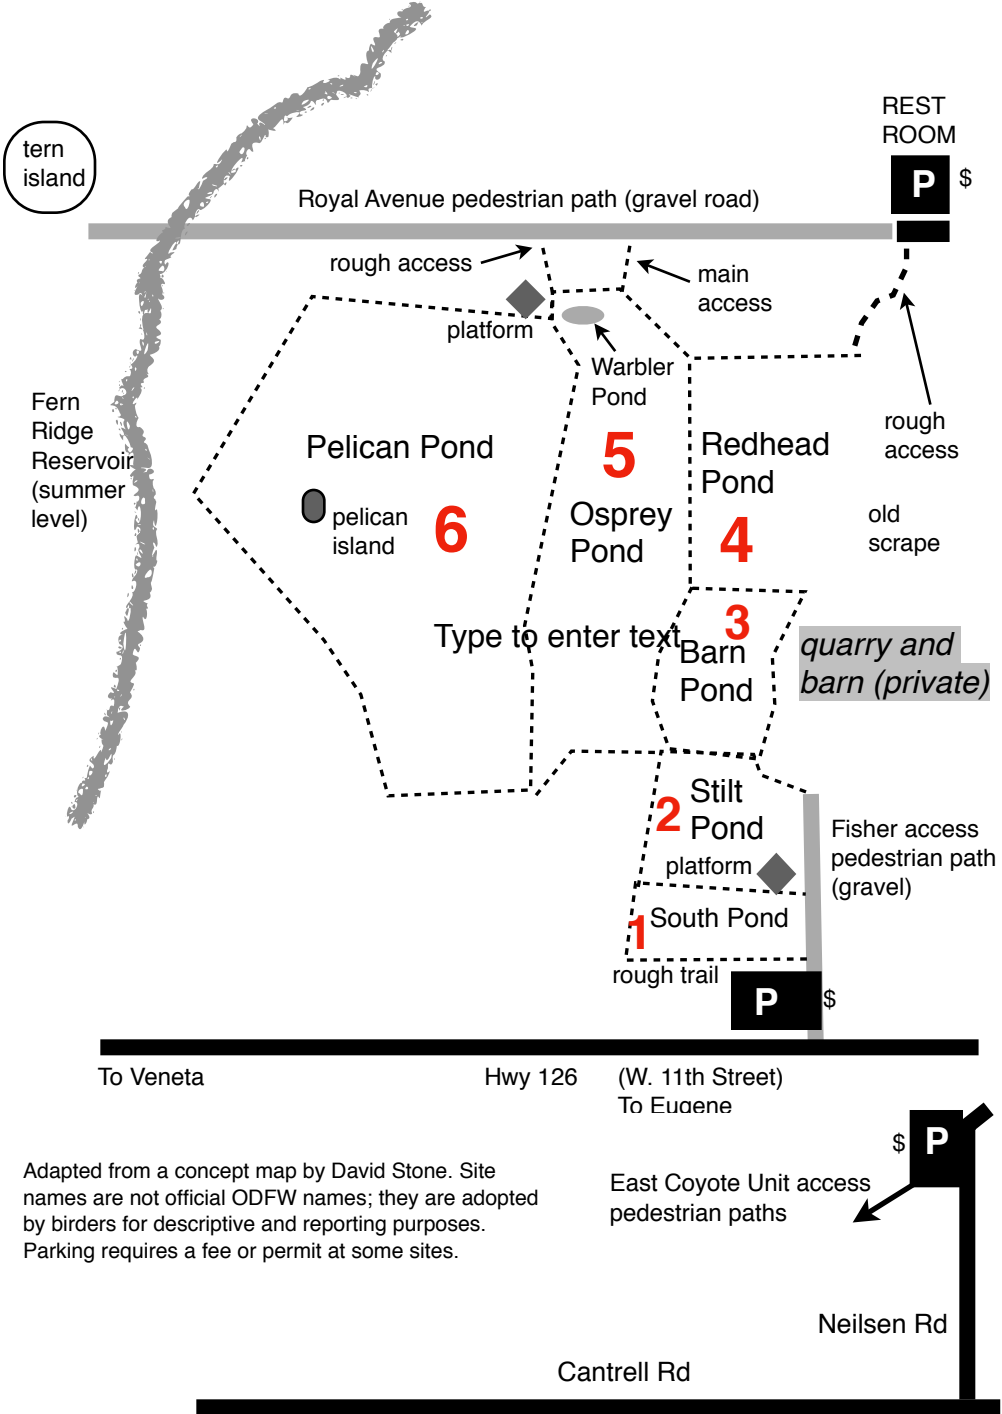 REST
ROOM
tern
island
P
$
Royal Avenue pedestrian path (gravel road)
rough access
main
access
platform
Warbler
Pond
Fern
Ridge
Reservoir
(summer
level)
rough
access
Pelican Pond
5
Redhead
Pond
pelican
island
6
Osprey
Pond
4
old
scrape
3
Type to enter text
Barn
Pond
quarry and
barn (private)
2
Stilt
Pond
platform
Fisher access
pedestrian path
(gravel)
1
South Pond
rough trail
P
$
To Veneta
Hwy 126
(W. 11th Street)
To Eugene
$
P
Adapted from a concept map by David Stone. Site
names are not official ODFW names; they are adopted
by birders for descriptive and reporting purposes.
Parking requires a fee or permit at some sites.
East Coyote Unit access
pedestrian paths
Neilsen Rd
Cantrell Rd